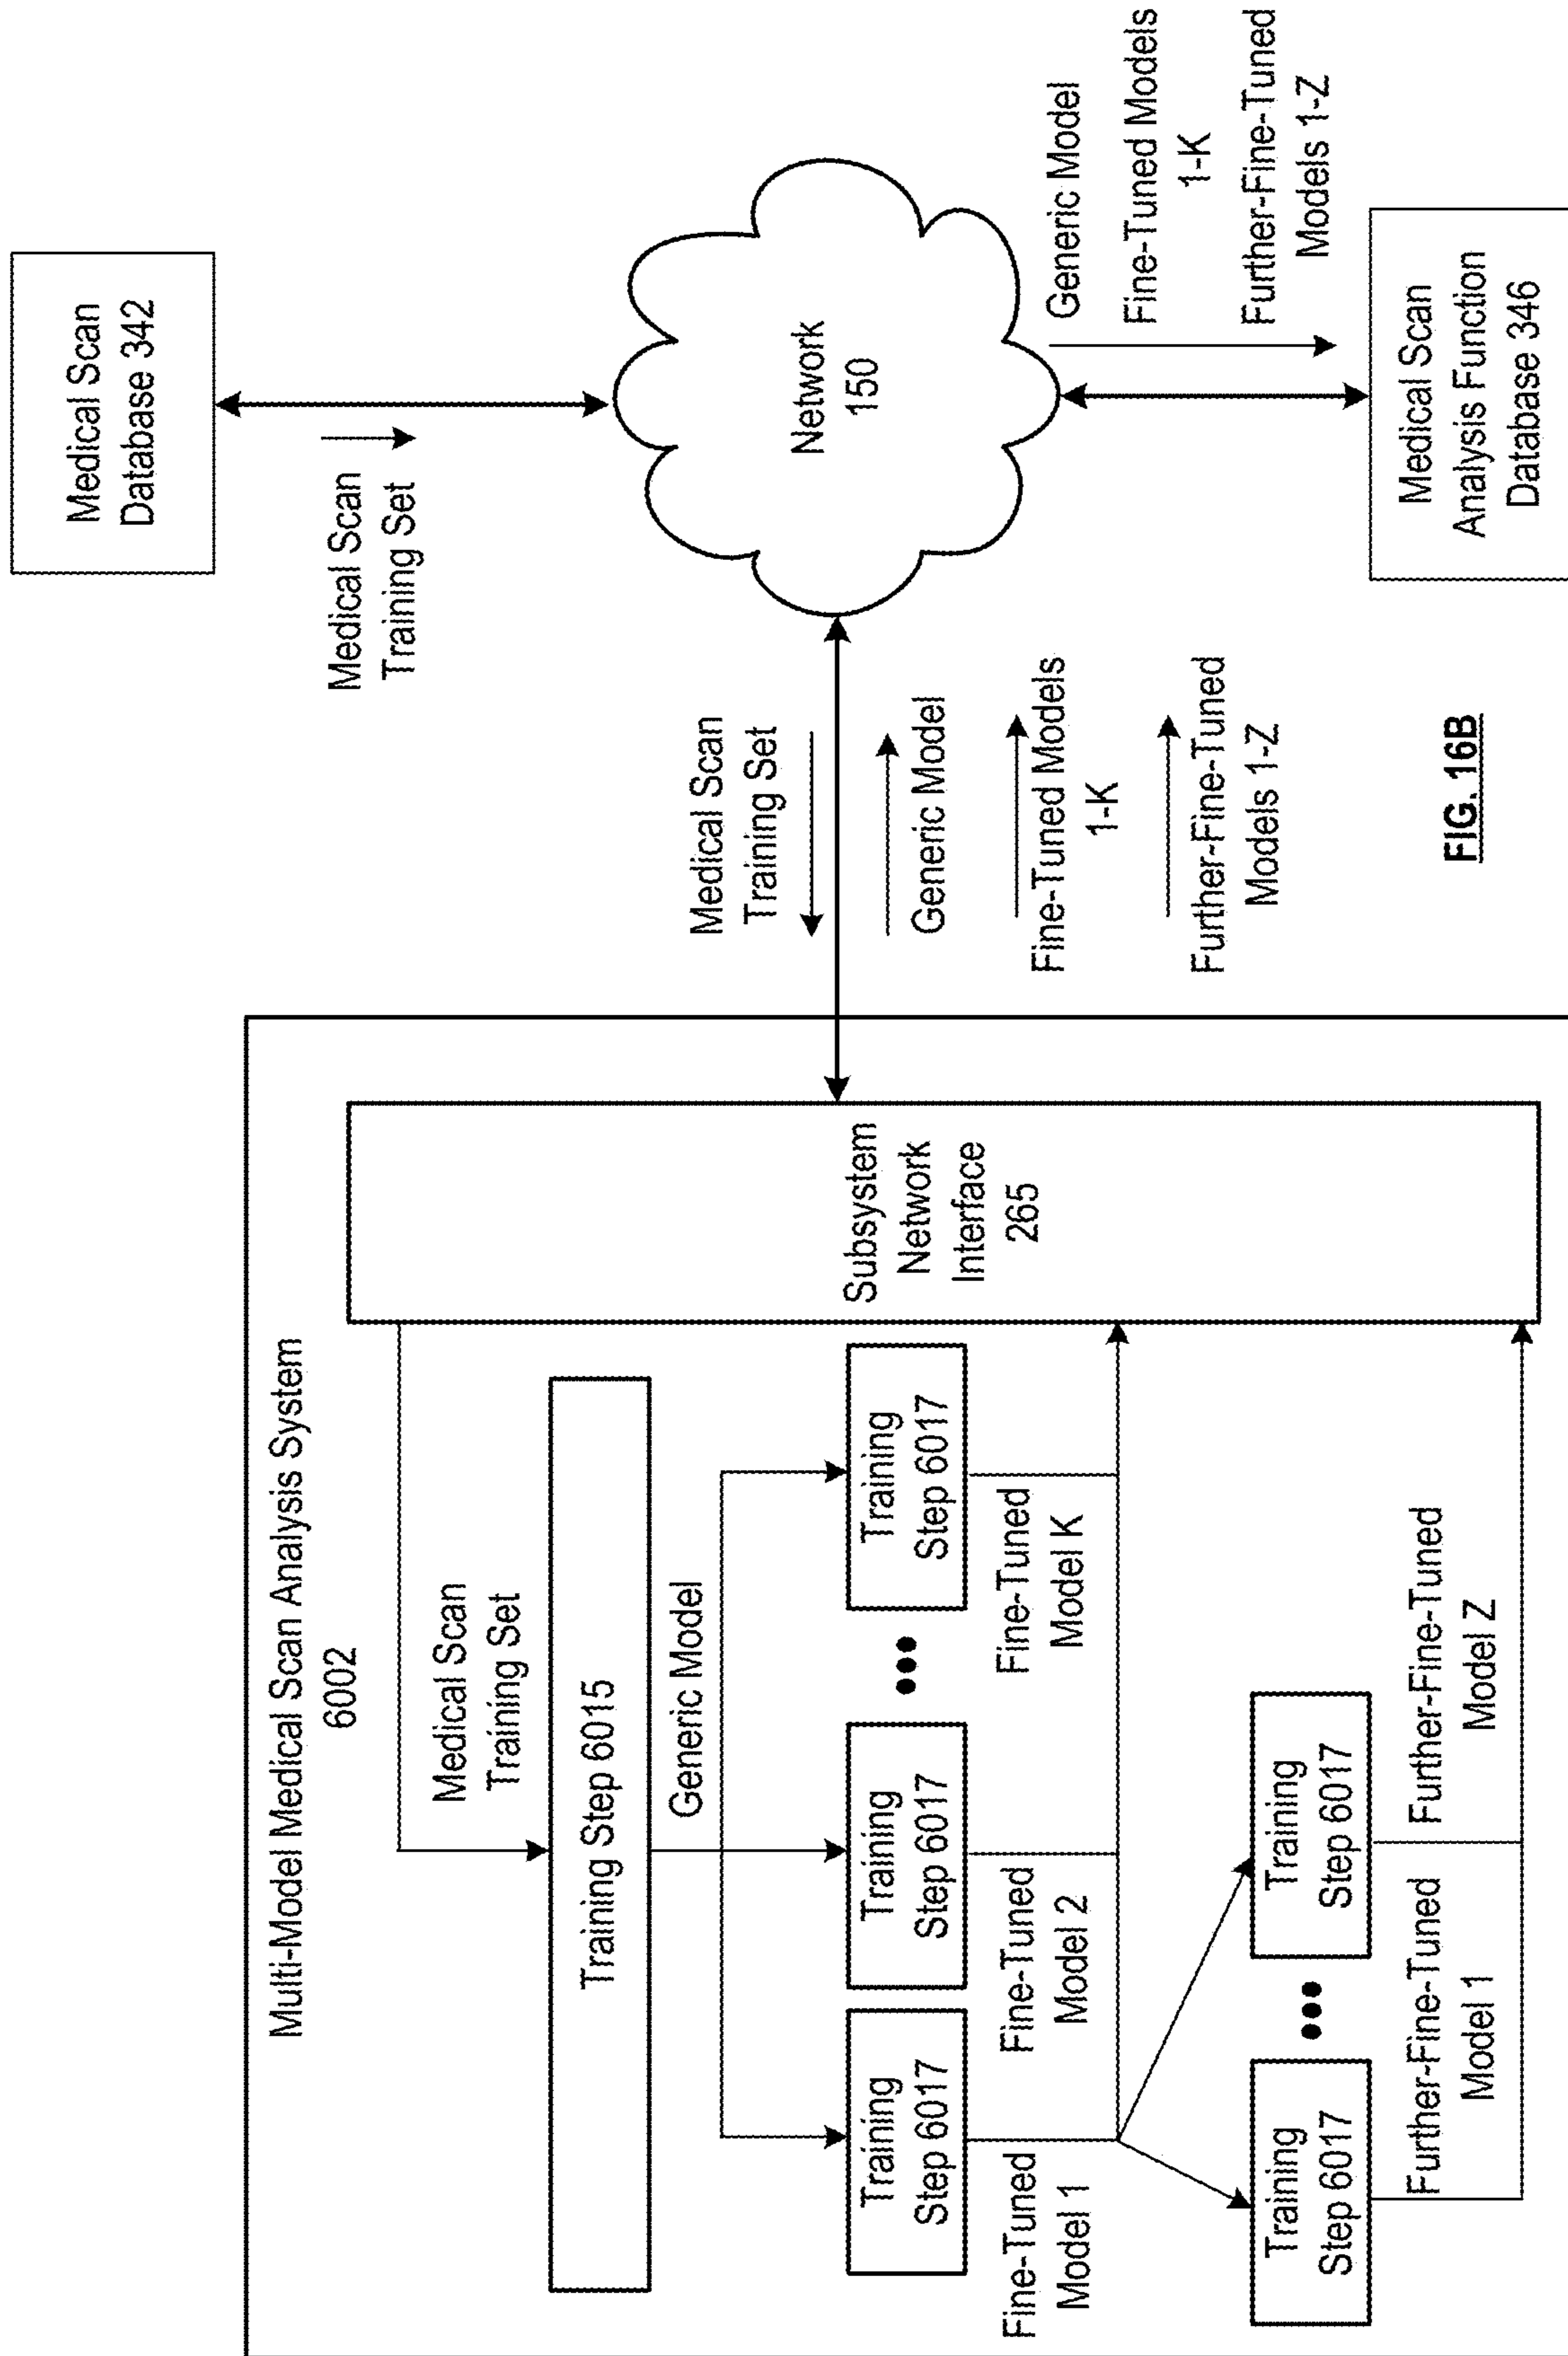 Multi-Model Medical Scan Analysis System
6002
Medical Scan
Training Set
Training Step 6015
Generic Model
Training
Step 6017
Training
Step 6017
Training
Step 6017
Fine-Tuned
Model 1
Fine-Tuned
Model 2
Fine-Tuned
Model K
Training
Step 6017
Training
Step 6017
Further-Fine-Tuned
Model 1
Further-Fine-Tuned
Model Z
Subsystem
Network
Interface
265
Medical Scan
Training Set
Generic Model
Fine-Tuned Models
1-K
Further-Fine-Tuned
Models 1-Z
Medical Scan
Database 342
Medical Scan
Training Set
Network
150
Generic Model
Fine-Tuned Models
1-K
Further-Fine-Tuned
Models 1-Z
Medical Scan
Analysis Function
Database 346
FIG. 16B